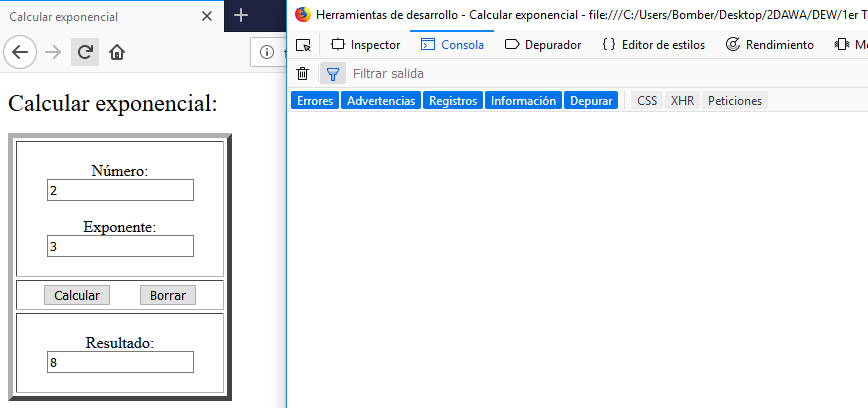 Calcular exponencial
Calcular exponencial:
Número:
2
Exponente:
3
Calcular Borrar
Resultado:
8
Herramientas de desarrollo - Calcular exponencial - file:///C:/Users/Bomber/Desktop/2DAWA/DEW/1er T
Inspector Consola Depurador {} Editor de estilos Rendimiento
Filtrar salida
Errores Advertencias Registros Información Depurar CSS XHR Peticiones